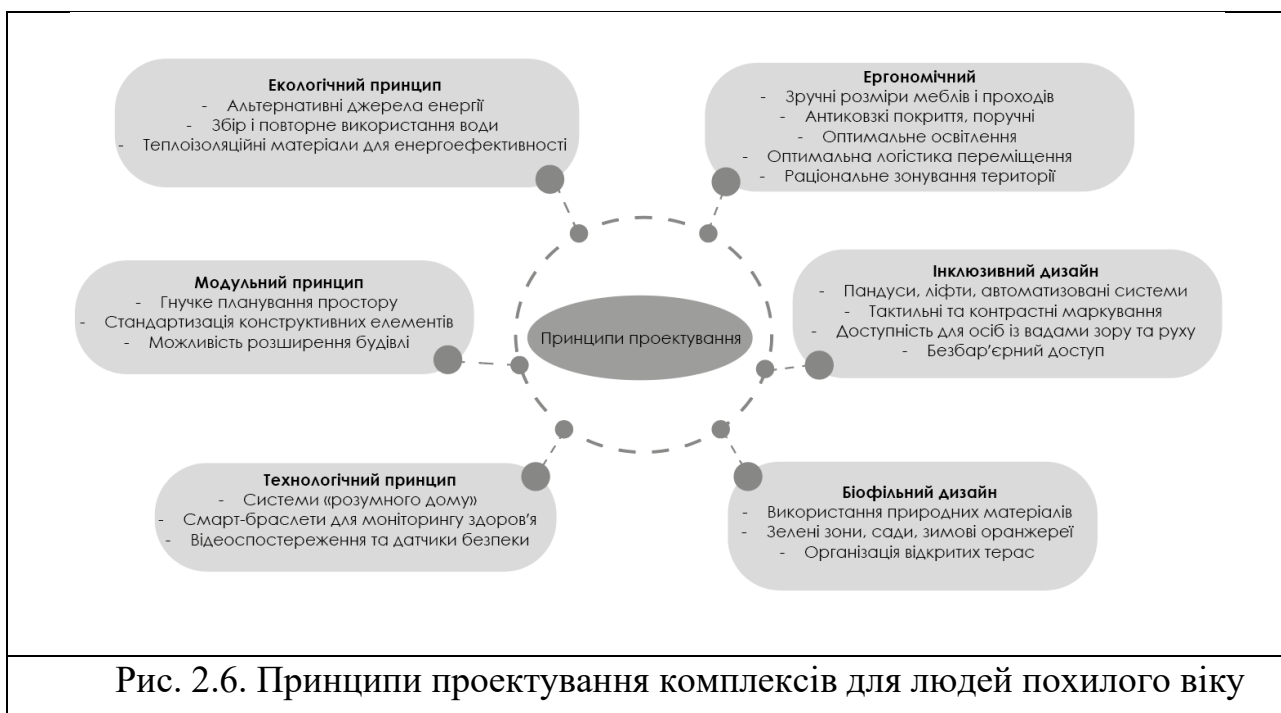 Екологічний принцип
- Альтернативні джерела енергії
- Збір і повторне використання води
- Теплоізоляційні матеріали для енергоефективності
Ергономічний
- Зручні розміри меблів і проходів
- Антиковзкі покриття, поручні
- Оптимальне освітлення
- Оптимальна логістика переміщення
- Раціональне зонування території
Модульний принцип
- Гнучке планування простору
- Стандартизація конструктивних елементів
- Можливість розширення будівлі
Принципи проектування
Інклюзивний дизайн
- Пандуси, ліфти, автоматизовані системи
- Тактильні та контрастні маркування
- Доступність для осіб із вадами зору та руху
- Безбар'єрний доступ
Технологічний принцип
- Системи «розумного дому»
- Смарт-браслети для моніторингу здоров'я
- Відеоспостереження та датчики безпеки
Біофільний дизайн
- Використання природних матеріалів
- Зелені зони, сади, зимові оранжереї
- Організація відкритих терас
Рис. 2.6. Принципи проектування комплексів для людей похилого віку